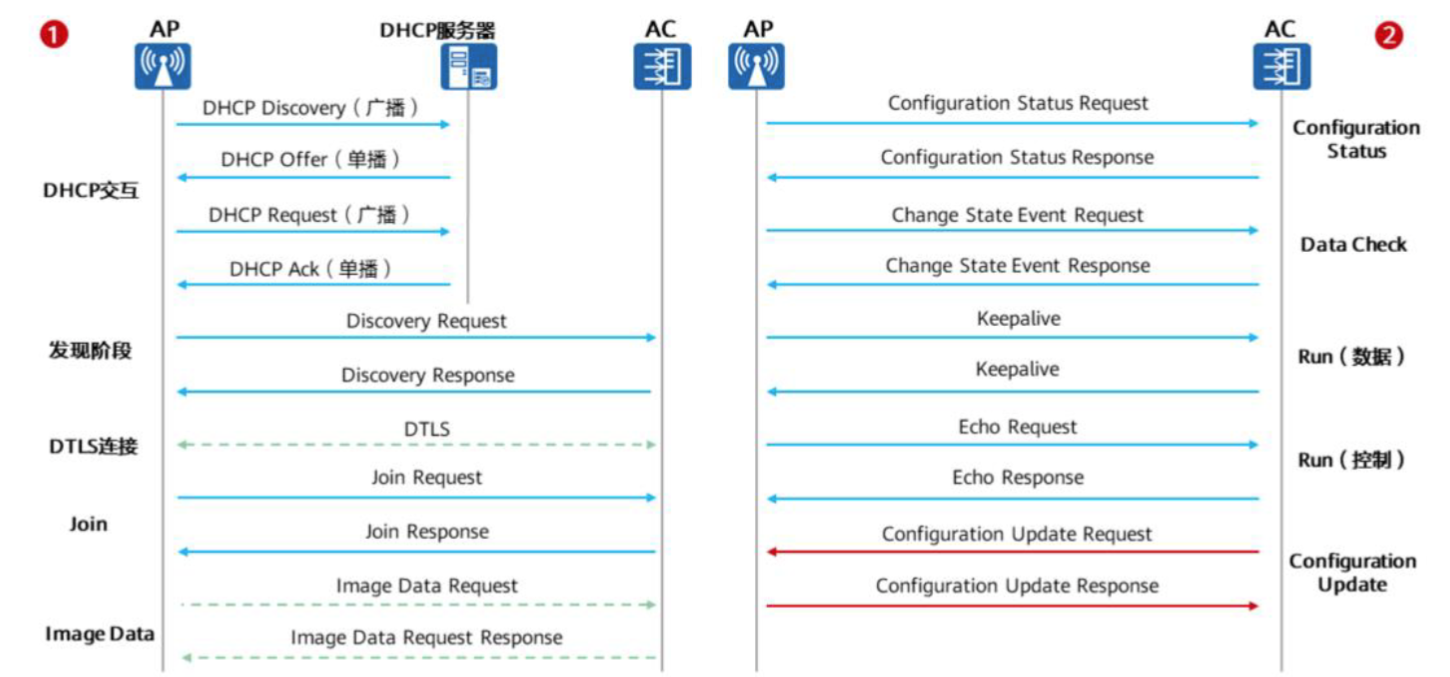 1
AP
DHCP服务器
AC
DHCP交互
DHCP Discovery（广播）
DHCP Offer（单播）
DHCP Request（广播）
DHCP Ack（单播）
发现阶段
Discovery Request
Discovery Response
DTLS连接
DTLS
Join
Join Request
Join Response
Image Data
Image Data Request
Image Data Request Response
AP
AC
2
Configuration Status Request
Configuration Status Response
Configuration
Status
Change State Event Request
Change State Event Response
Data Check
Keepalive
Keepalive
Run（数据）
Echo Request
Echo Response
Run（控制）
Configuration Update Request
Configuration Update Response
Configuration
Update